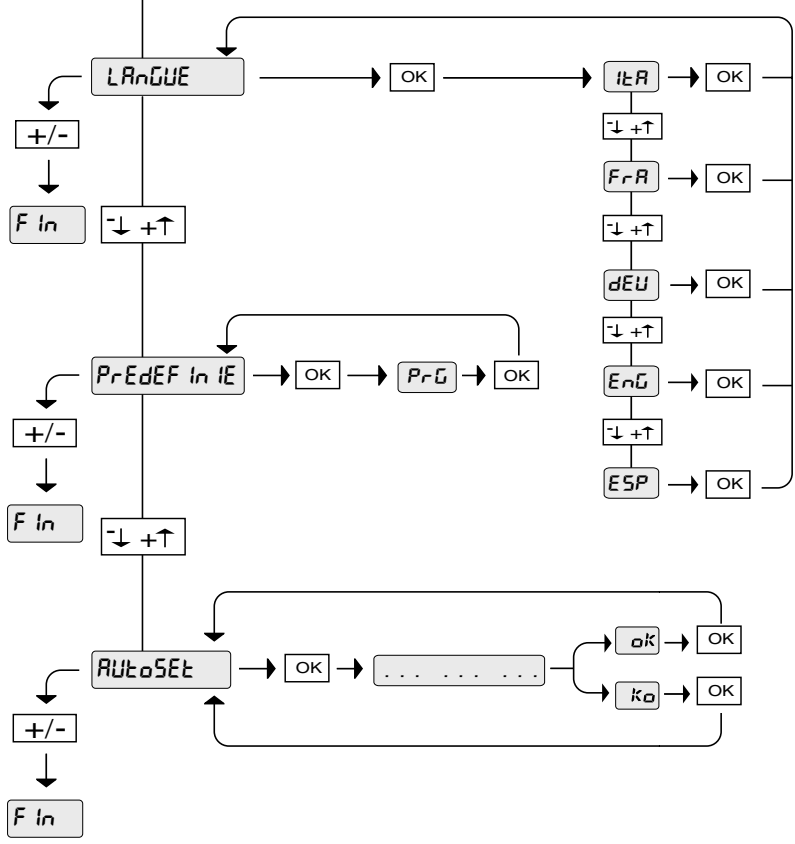 LAnGUE
OK
ItA
OK
+/-
-↓ +↑
FrA
OK
FIn
-↓ +↑
-↓ +↑
dEU
OK
-↓ +↑
PrEdEFInIE
OK
PrG
OK
EnG
OK
+/-
-↓ +↑
ESP
OK
FIn
-↓ +↑
AUtoSEt
OK
... ... ...
oK
OK
Ko
OK
+/-
FIn